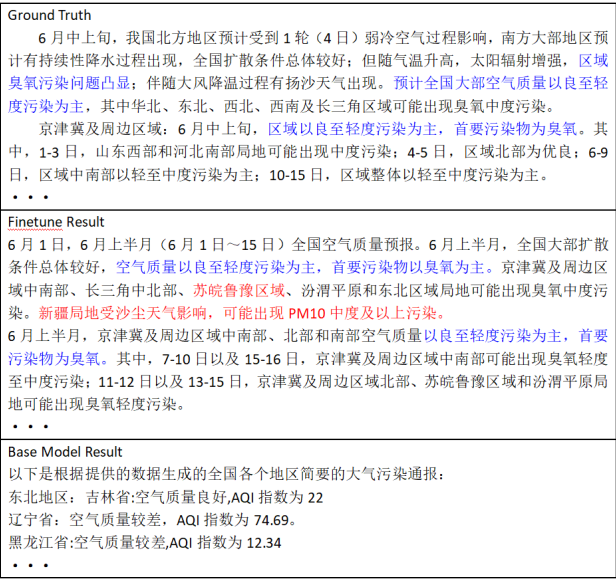 Ground Truth
6 月中上旬，我国北方地区预计受到 1 轮（4 日）弱冷空气过程影响，南方大部地区预
计有持续性降水过程出现，全国扩散条件总体较好；但随气温升高，太阳辐射增强，区域
臭氧污染问题凸显；伴随大风降温过程有扬沙天气出现。预计全国大部空气质量以良至轻
度污染为主，其中华北、东北、西北、西南及长三角区域可能出现臭氧中度污染。
京津冀及周边区域：6 月中上旬，区域以良至轻度污染为主，首要污染物为臭氧。其
中，1-3 日，山东西部和河北南部局地可能出现中度污染；4-5 日，区域北部为优良；6-9
日，区域中南部以轻至中度污染为主；10-15 日，区域整体以轻至中度污染为主。
• • •
Finetune Result
6 月 1 日，6 月上半月（6 月 1 日～15 日）全国空气质量预报。6 月上半月，全国大部扩散
条件总体较好，空气质量以良至轻度污染为主，首要污染物以臭氧为主。京津冀及周边区
域中南部、长三角中北部、苏皖鲁豫区域、汾渭平原和东北区域局地可能出现臭氧中度污
染。新疆局地受沙尘天气影响，可能出现 PM10 中度及以上污染。
6 月上半月，京津冀及周边区域中南部、北部和南部空气质量以良至轻度污染为主，首要
污染物为臭氧。其中，7-10 日以及 15-16 日，京津冀及周边区域中南部可能出现臭氧轻度
至中度污染；11-12 日以及 13-15 日，京津冀及周边区域北部、苏皖鲁豫区域和汾渭平原局
地可能出现臭氧轻度污染。
• • •
Base Model Result
以下是根据提供的数据生成的全国各个地区简要的大气污染通报：
东北地区：吉林省:空气质量良好,AQI 指数为 22
辽宁省：空气质量较差，AQI 指数为 74.69。
黑龙江省:空气质量较差,AQI 指数为 12.34
• • •